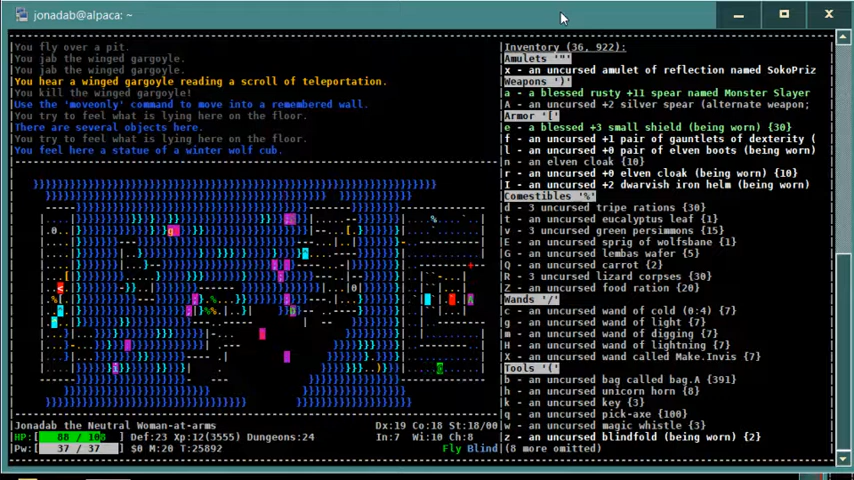 jonadab@alpaca: ~
You fly over a pit.
You jab the winged gargoyle.
You jab the winged gargoyle.
You hear a winged gargoyle reading a scroll of teleportation.
You kill the winged gargoyle!
Use the 'moveonly' command to move into a remembered wall.
You try to feel what is lying here on the floor.
There are several objects here.
You try to feel what is lying here on the floor.
You feel here a statue of a winter wolf cub.
Jonadab the Neutral Woman-at-arms
Dx:19 Co:18 St:18/00
HP:[ 88 / 108 ] Def:23 Xp:12(3555) Dungeons:24
In:7 Wi:10 Ch:8
Pw:[ 37 / 37 ] $0 M:20 T:25892
Fly Blind
Inventory (36, 922):
Amulets '"'
x - an uncursed amulet of reflection named SokoPriz
Weapons ')'
a - a blessed rusty +11 spear named Monster Slayer
A - an uncursed +2 silver spear (alternate weapon;
Armor '['
e - a blessed +3 small shield (being worn) {30}
f - an uncursed +1 pair of gauntlets of dexterity (
l - an uncursed +0 pair of elven boots (being worn)
n - an elven cloak {10}
r - an uncursed +0 elven cloak (being worn) {10}
I - an uncursed +2 dwarvish iron helm (being worn)
Comestibles '%'
d - 3 uncursed tripe rations {30}
t - an uncursed eucalyptus leaf {1}
v - 3 uncursed green persimmons {15}
E - an uncursed sprig of wolfsbane {1}
G - an uncursed lembas wafer {5}
Q - an uncursed carrot {2}
R - 3 uncursed lizard corpses {30}
Z - an uncursed food ration {20}
Wands '/'
c - an uncursed wand of cold (0:4) {7}
g - an uncursed wand of light {7}
m - an uncursed wand of digging {7}
H - an uncursed wand of lightning {7}
X - an uncursed wand called Make.Invis {7}
Tools '('
b - an uncursed bag called bag.A {391}
h - an uncursed unicorn horn {8}
k - an uncursed key {3}
q - an uncursed pick-axe {100}
w - an uncursed magic whistle {3}
z - an uncursed blindfold (being worn) {2}
(8 more omitted)